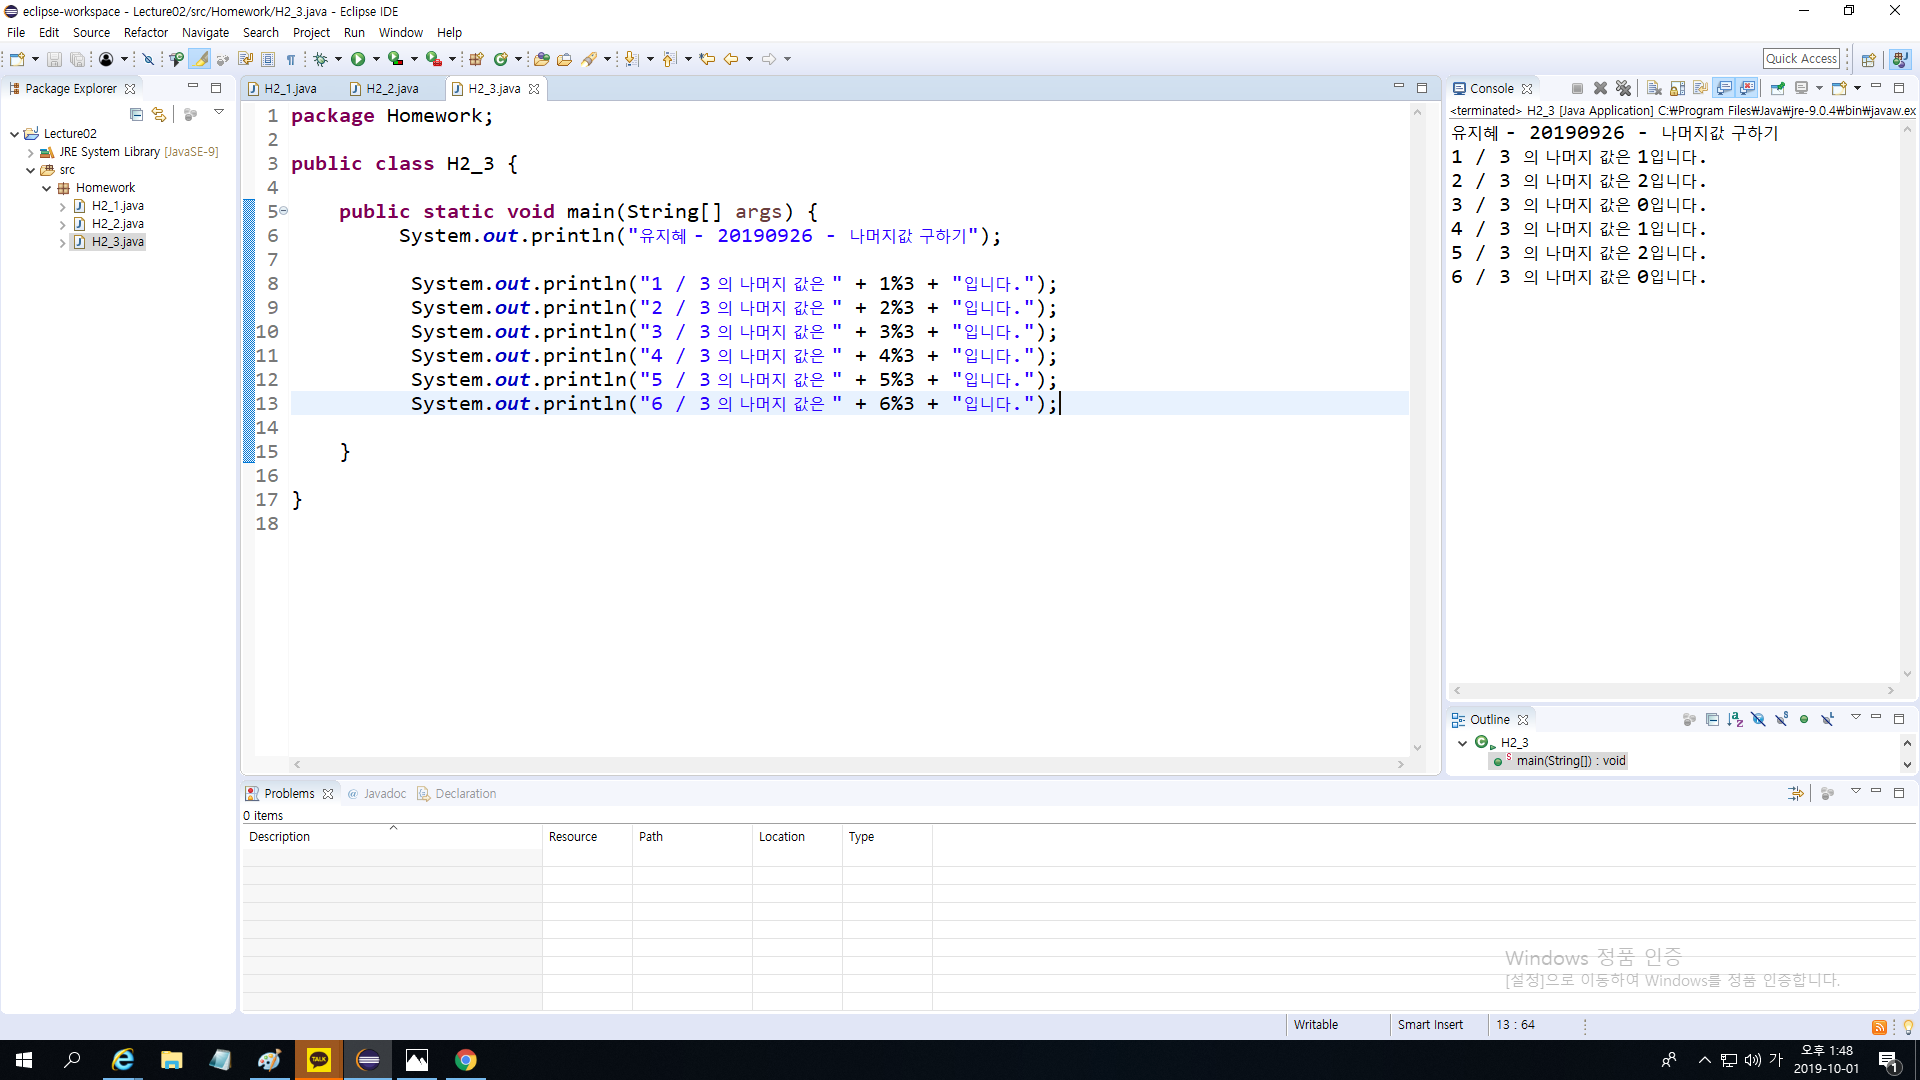 eclipse-workspace - Lecture02/src/Homework/H2_3.java - Eclipse IDE
File Edit Source Refactor Navigate Search Project Run Window Help
Quick Access
Package Explorer
Lecture02
JRE System Library [JavaSE-9]
src
Homework
H2_1.java
H2_2.java
H2_3.java
H2_1.java H2_2.java H2_3.java
1 package Homework;
2
3 public class H2_3 {
4
5 public static void main(String[] args) {
6 System.out.println("유지혜 - 20190926 - 나머지값 구하기");
7
8 System.out.println("1 / 3 의 나머지 값은 " + 1%3 + "입니다.");
9 System.out.println("2 / 3 의 나머지 값은 " + 2%3 + "입니다.");
10 System.out.println("3 / 3 의 나머지 값은 " + 3%3 + "입니다.");
11 System.out.println("4 / 3 의 나머지 값은 " + 4%3 + "입니다.");
12 System.out.println("5 / 3 의 나머지 값은 " + 5%3 + "입니다.");
13 System.out.println("6 / 3 의 나머지 값은 " + 6%3 + "입니다.");
14
15 }
16
17 }
18
Console
<terminated> H2_3 [Java Application] C:₩Program Files₩Java₩jre-9.0.4₩bin₩javaw.ex
유지혜 - 20190926 - 나머지값 구하기
1 / 3 의 나머지 값은 1입니다.
2 / 3 의 나머지 값은 2입니다.
3 / 3 의 나머지 값은 0입니다.
4 / 3 의 나머지 값은 1입니다.
5 / 3 의 나머지 값은 2입니다.
6 / 3 의 나머지 값은 0입니다.
Outline
H2_3
main(String[]) : void
Problems @ Javadoc Declaration
0 items
Description Resource Path Location Type
Windows 정품 인증
[설정]으로 이동하여 Windows를 정품 인증합니다.
Writable Smart Insert 13 : 64
TALK
가
오후 1:48
2019-10-01
1